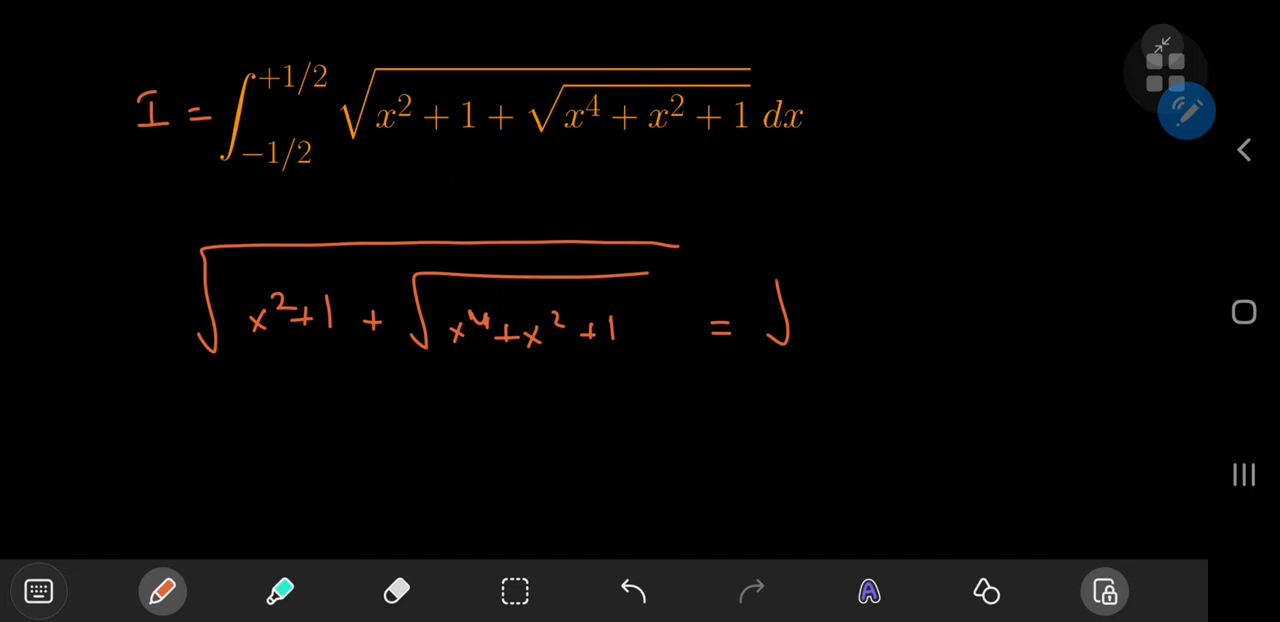 I = ∫_{-1/2}^{+1/2} √(x² + 1 + √(x⁴ + x² + 1)) dx
√(x² + 1 + √(x⁴ + x² + 1)) = √